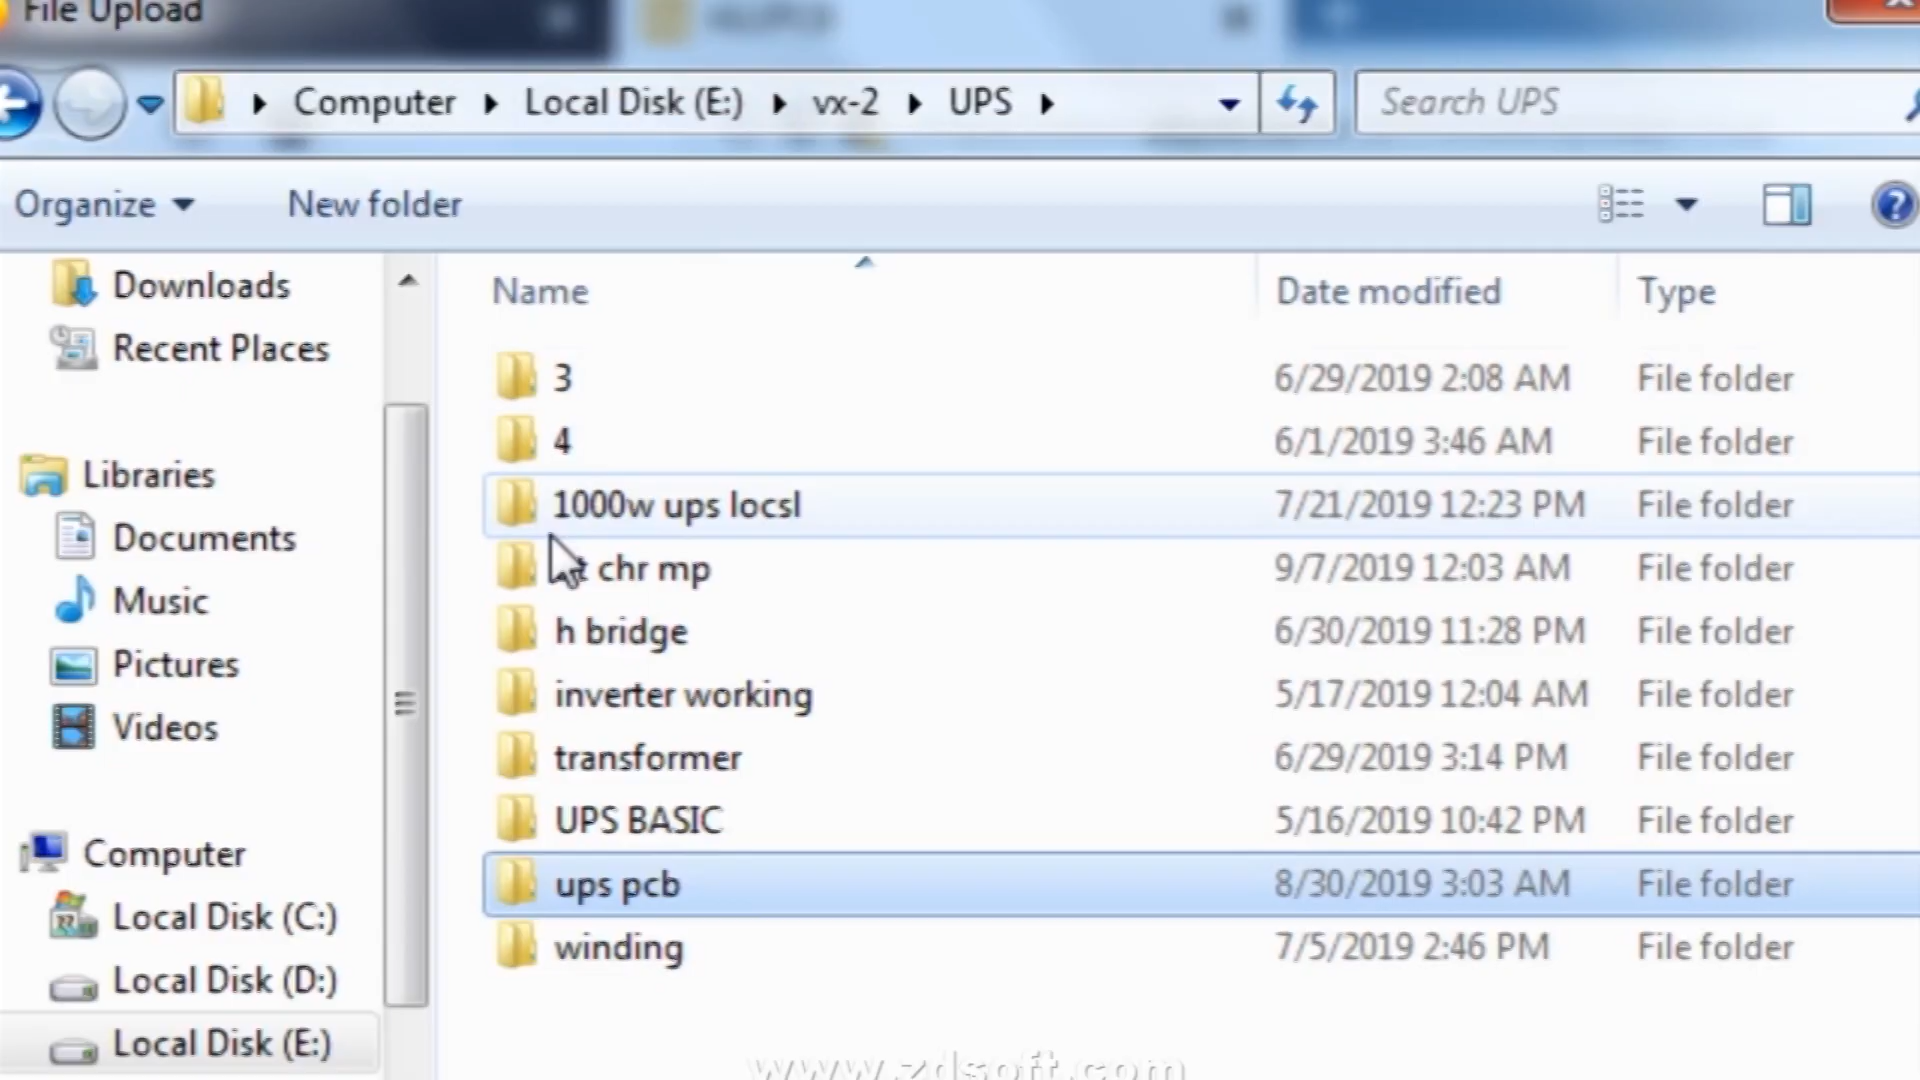 File Upload
Computer Local Disk (E:) vx-2 UPS
Search UPS
Organize New folder
Downloads
Recent Places
Libraries
Documents
Music
Pictures
Videos
Computer
Local Disk (C:)
Local Disk (D:)
Local Disk (E:)
Name Date modified Type
3 6/29/2019 2:08 AM File folder
4 6/1/2019 3:46 AM File folder
1000w ups locsl 7/21/2019 12:23 PM File folder
chr mp 9/7/2019 12:03 AM File folder
h bridge 6/30/2019 11:28 PM File folder
inverter working 5/17/2019 12:04 AM File folder
transformer 6/29/2019 3:14 PM File folder
UPS BASIC 5/16/2019 10:42 PM File folder
ups pcb 8/30/2019 3:03 AM File folder
winding 7/5/2019 2:46 PM File folder
www.zdsoft.com